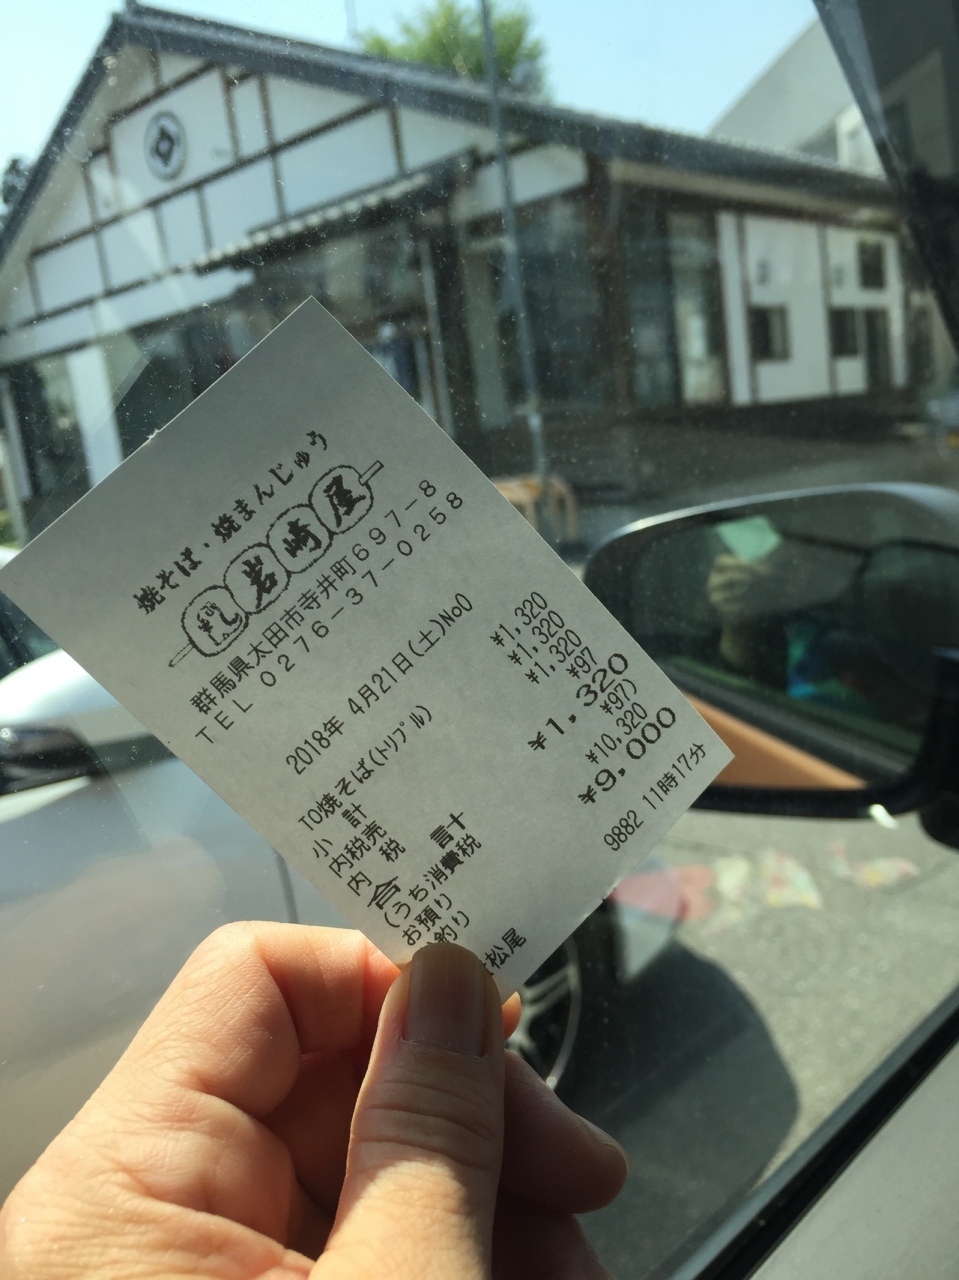 焼そば・焼まんじゅう
岩崎屋
群馬県太田市寺井町697-8
TEL 0276-37-0258
2018年 4月21日(土)No0
TO焼そば(トリプル) ¥1,320
小 計 ¥1,320
内税売 ¥1,320
内 税 ¥97
合 計 ¥1,320
(うち消費税 ¥97)
お預り ¥10,320
釣り ¥9,000
松尾 9882 11時17分